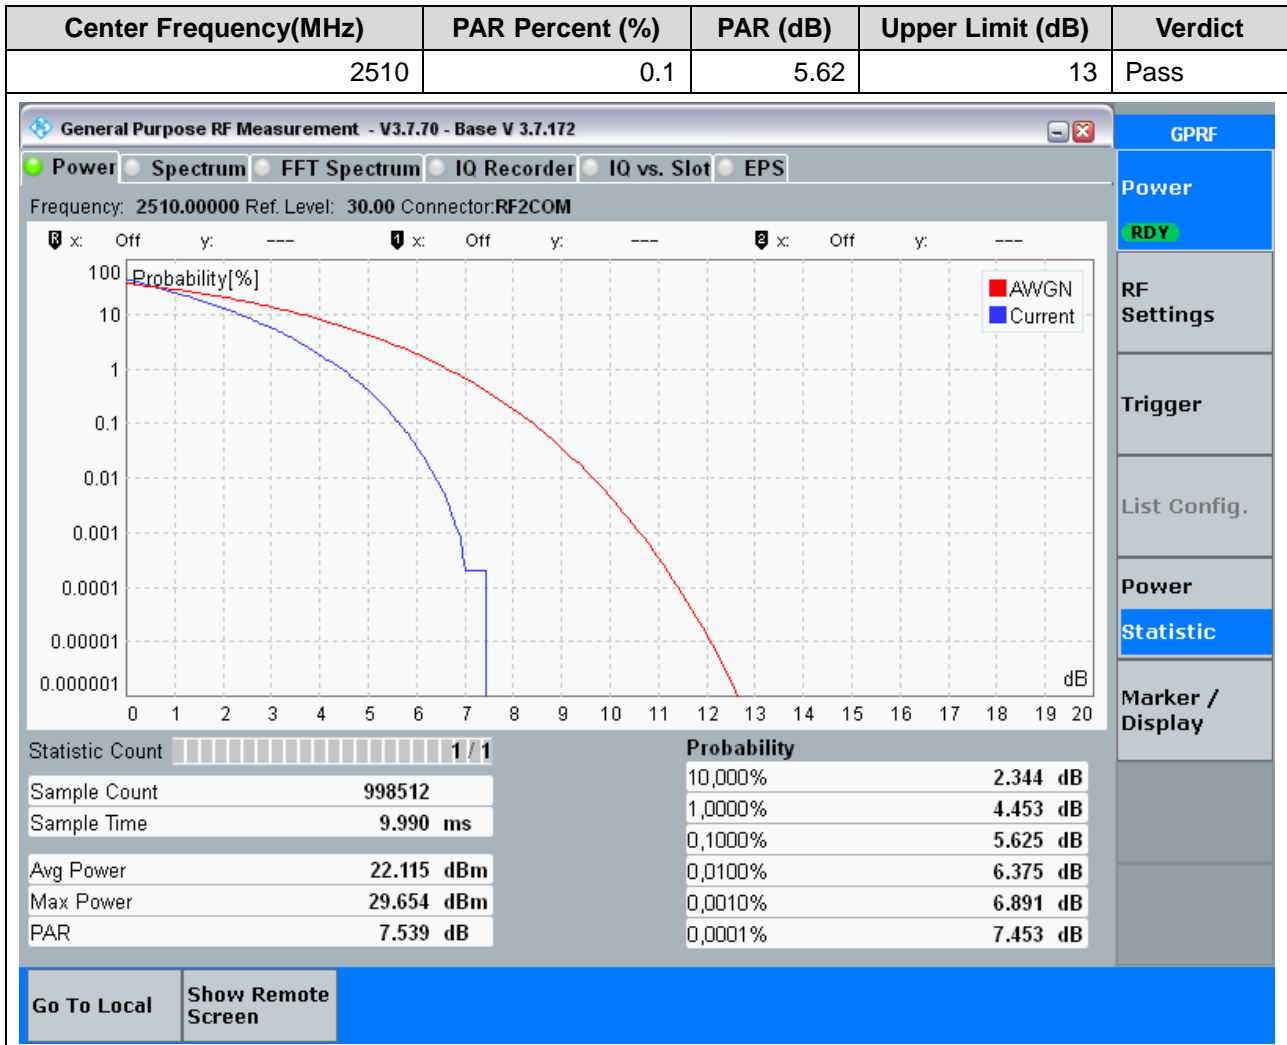 Center Frequency(MHz) PAR Percent (%) PAR (dB) Upper Limit (dB) Verdict
2510 0.1 5.62 13 Pass
General Purpose RF Measurement - V3.7.70 - Base V 3.7.172
GPRF
Power Spectrum FFT Spectrum IQ Recorder IQ vs. Slot EPS
Power
RDY
Frequency: 2510.00000 Ref. Level: 30.00 Connector:RF2COM
R x: Off y: --- 1 x: Off y: --- 2 x: Off y: ---
Probability[%]
100
10
1
0.1
0.01
0.001
0.0001
0.00001
0.000001
AWGN
Current
dB
0 1 2 3 4 5 6 7 8 9 10 11 12 13 14 15 16 17 18 19 20
RF
Settings
Trigger
List Config.
Power
Statistic
Marker /
Display
Statistic Count 1 / 1
Sample Count 998512
Sample Time 9.990 ms
Avg Power 22.115 dBm
Max Power 29.654 dBm
PAR 7.539 dB
Probability
10,000% 2.344 dB
1,0000% 4.453 dB
0,1000% 5.625 dB
0,0100% 6.375 dB
0,0010% 6.891 dB
0,0001% 7.453 dB
Go To Local
Show Remote
Screen